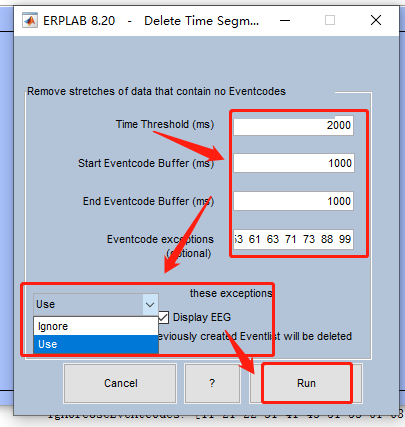 ERPLAB 8.20 - Delete Time Segm...
Remove stretches of data that contain no Eventcodes
Time Threshold (ms) 2000
Start Eventcode Buffer (ms) 1000
End Eventcode Buffer (ms) 1000
Eventcode exceptions 53 61 63 71 73 88 99
(optional)
Use these exceptions
Ignore Display EEG
Use eviously created Eventlist will be deleted
Cancel ? Run